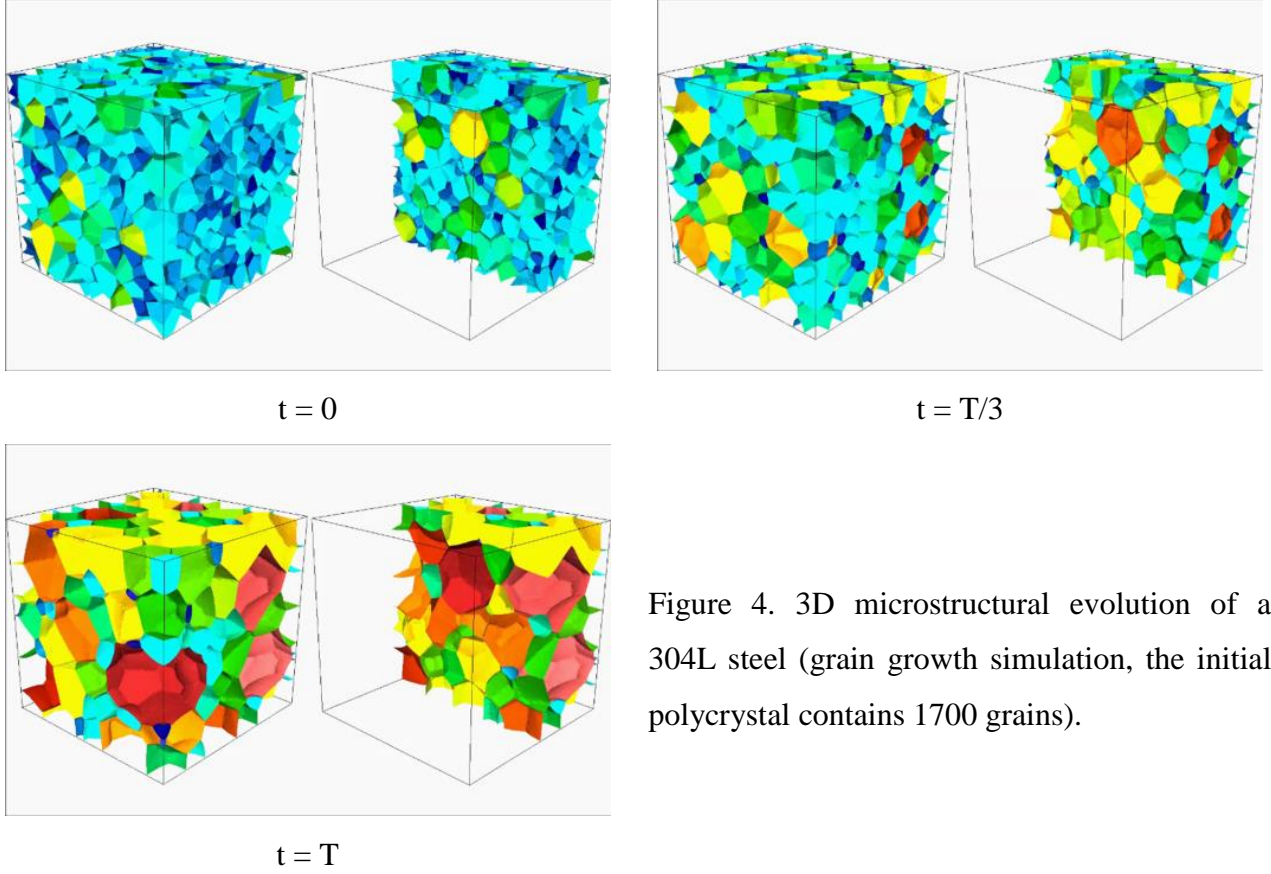 t = 0
t = T/3
Figure 4. 3D microstructural evolution of a
304L steel (grain growth simulation, the initial
polycrystal contains 1700 grains).
t = T